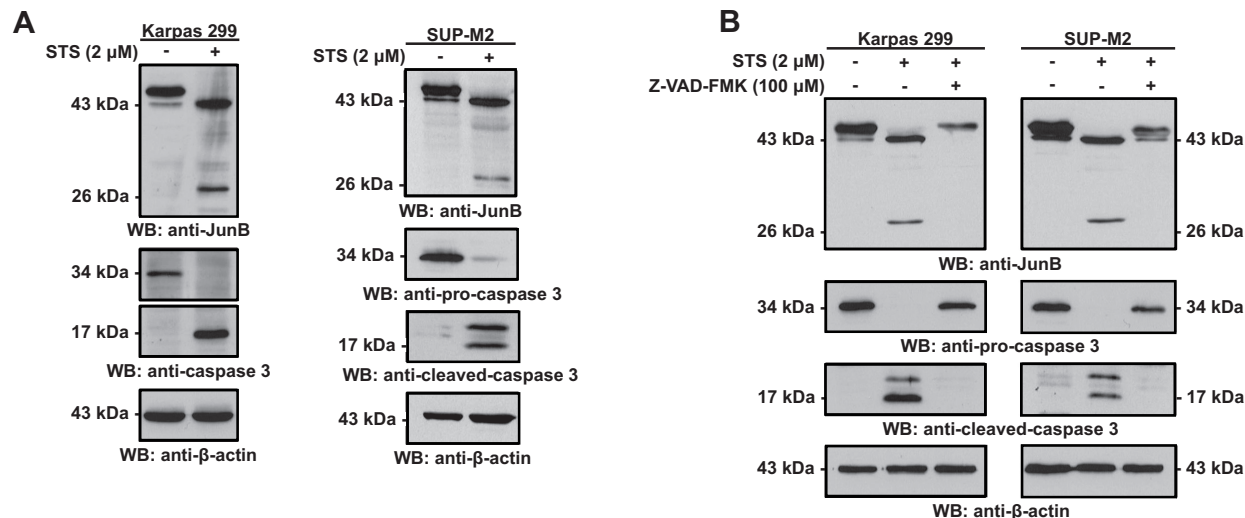 A
Karpas 299
STS (2 µM) - +
43 kDa
26 kDa
WB: anti-JunB
34 kDa
17 kDa
WB: anti-caspase 3
43 kDa
WB: anti-β-actin
SUP-M2
STS (2 µM) - +
43 kDa
26 kDa
WB: anti-JunB
34 kDa
WB: anti-pro-caspase 3
17 kDa
WB: anti-cleaved-caspase 3
43 kDa
WB: anti-β-actin
B
Karpas 299 SUP-M2
STS (2 µM) - + + - + +
Z-VAD-FMK (100 µM) - - + - - +
43 kDa 43 kDa
26 kDa 26 kDa
WB: anti-JunB
34 kDa 34 kDa
WB: anti-pro-caspase 3
17 kDa 17 kDa
WB: anti-cleaved-caspase 3
43 kDa 43 kDa
WB: anti-β-actin